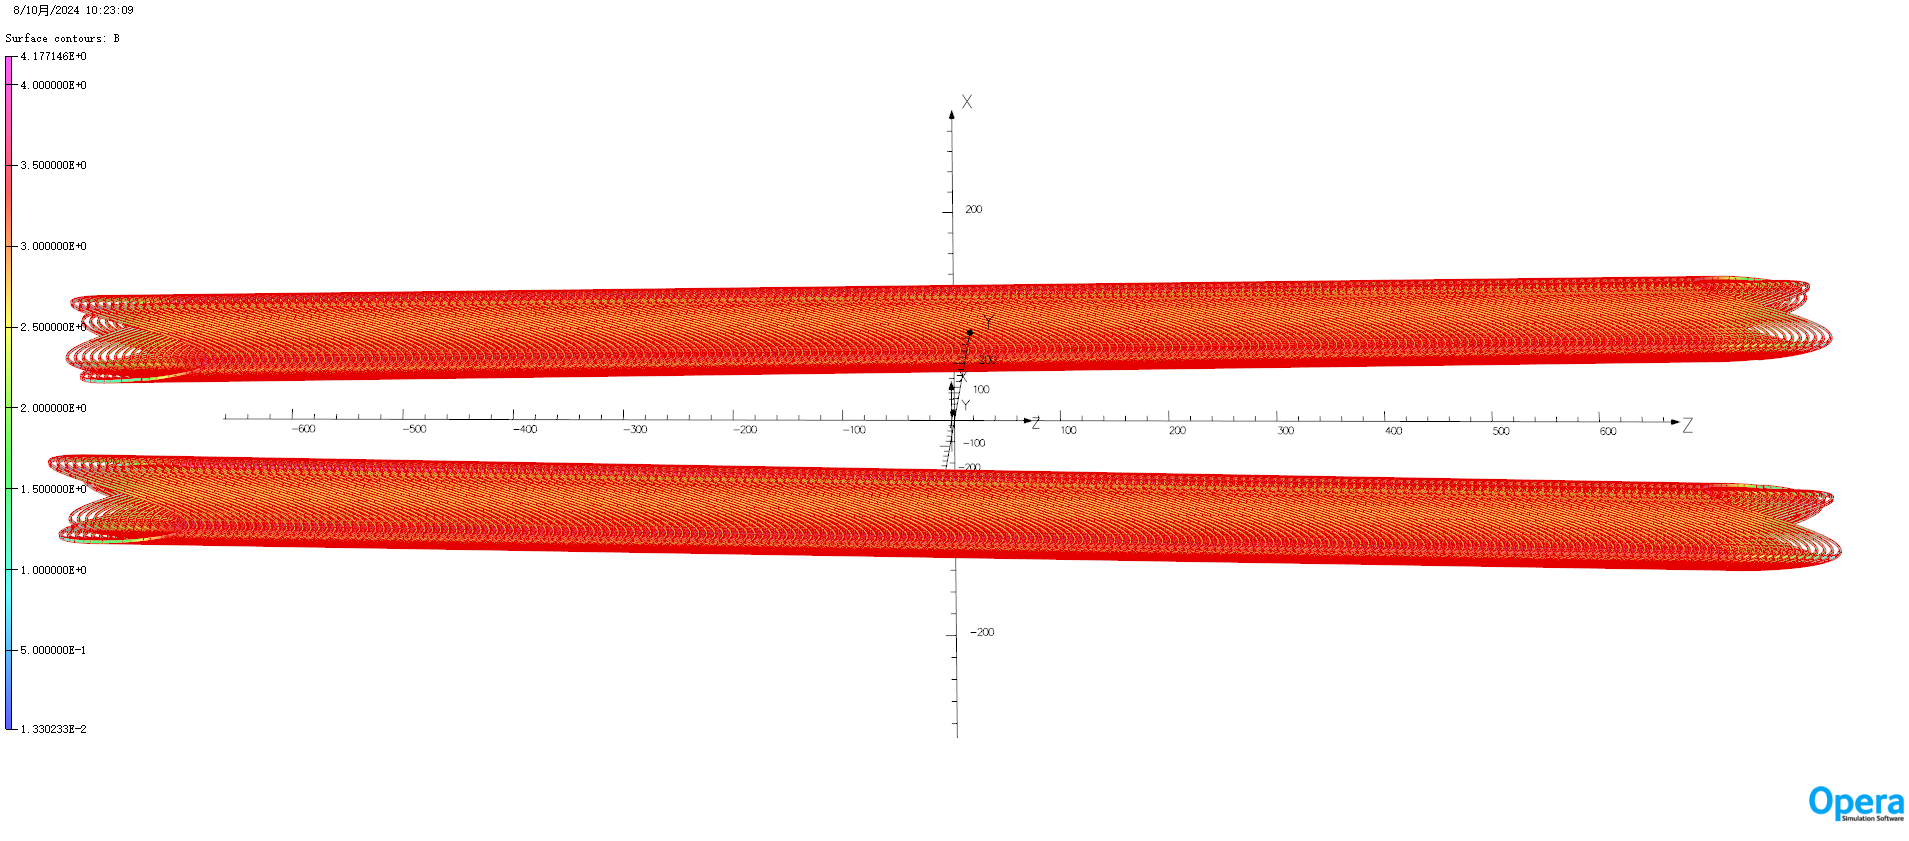 8/10月/2024 10:23:09
Surface contours: B
4.177146E+0
4.000000E+0
3.500000E+0
3.000000E+0
2.500000E+0
2.000000E+0
1.500000E+0
1.000000E+0
5.000000E-1
1.330233E-2
X
200
Y
200
X
100
Y
Z
-600 -500 -400 -300 -200 -100 100 200 300 400 500 600 Z
-100
-200
-200
Opera
Simulation Software